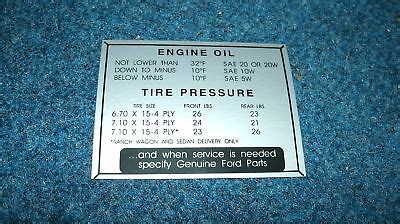 ENGINE OIL
NOT LOWER THAN 32°F SAE 20 OR 20W
DOWN TO MINUS 10°F SAE 10W
BELOW MINUS 10°F SAE 5W
TIRE PRESSURE
TIRE SIZE FRONT LBS. REAR LBS.
6.70 X 15-4 PLY 26 23
7.10 X 15-4 PLY 24 21
7.10 X 15-4 PLY* 23 26
*RANCH WAGON AND SEDAN DELIVERY ONLY
...and when service is needed
specify Genuine Ford Parts